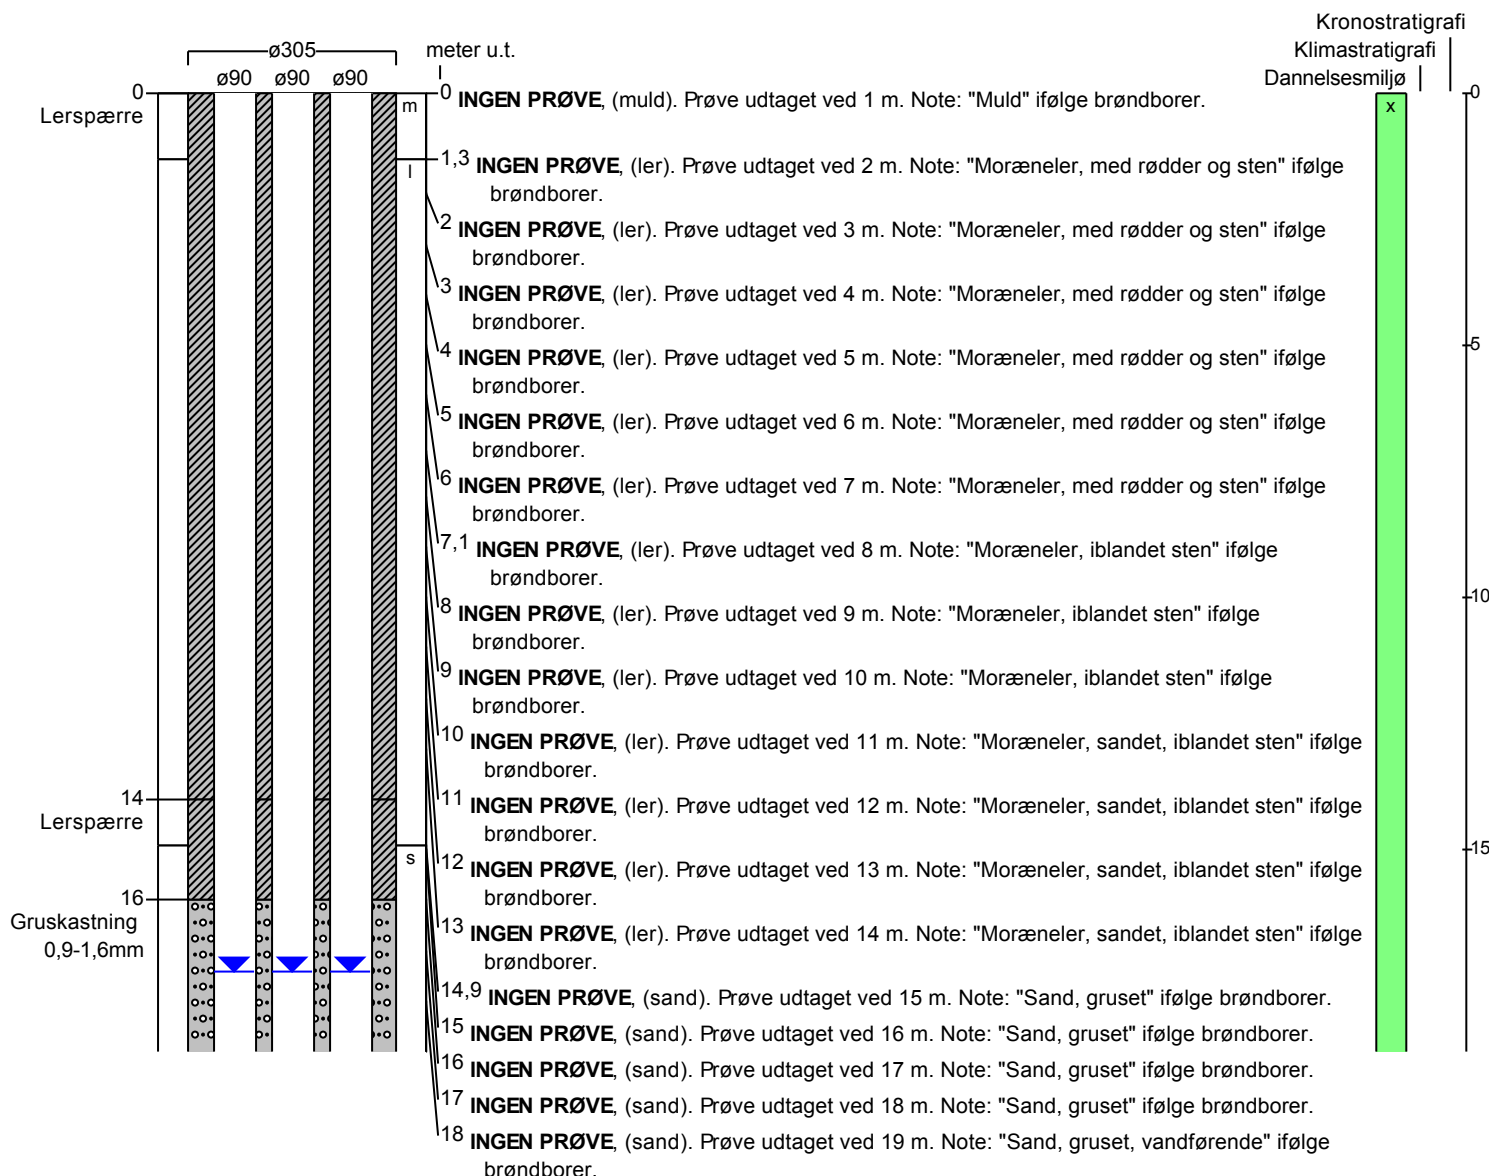 Kronostratigrafi
Klimastratigrafi
Dannelsesmiljø
ø305
meter u.t.
ø90 ø90 ø90
0
Lerspærre
m
0 INGEN PRØVE, (muld). Prøve udtaget ved 1 m. Note: "Muld" ifølge brøndborer.
x
0
l
1,3 INGEN PRØVE, (ler). Prøve udtaget ved 2 m. Note: "Moræneler, med rødder og sten" ifølge
brøndborer.
2 INGEN PRØVE, (ler). Prøve udtaget ved 3 m. Note: "Moræneler, med rødder og sten" ifølge
brøndborer.
3 INGEN PRØVE, (ler). Prøve udtaget ved 4 m. Note: "Moræneler, med rødder og sten" ifølge
brøndborer.
4 INGEN PRØVE, (ler). Prøve udtaget ved 5 m. Note: "Moræneler, med rødder og sten" ifølge
brøndborer.
5
5 INGEN PRØVE, (ler). Prøve udtaget ved 6 m. Note: "Moræneler, med rødder og sten" ifølge
brøndborer.
6 INGEN PRØVE, (ler). Prøve udtaget ved 7 m. Note: "Moræneler, med rødder og sten" ifølge
brøndborer.
7,1 INGEN PRØVE, (ler). Prøve udtaget ved 8 m. Note: "Moræneler, iblandet sten" ifølge
brøndborer.
10
8 INGEN PRØVE, (ler). Prøve udtaget ved 9 m. Note: "Moræneler, iblandet sten" ifølge
brøndborer.
9 INGEN PRØVE, (ler). Prøve udtaget ved 10 m. Note: "Moræneler, iblandet sten" ifølge
brøndborer.
10 INGEN PRØVE, (ler). Prøve udtaget ved 11 m. Note: "Moræneler, sandet, iblandet sten" ifølge
brøndborer.
14
Lerspærre
11 INGEN PRØVE, (ler). Prøve udtaget ved 12 m. Note: "Moræneler, sandet, iblandet sten" ifølge
brøndborer.
s
15
12 INGEN PRØVE, (ler). Prøve udtaget ved 13 m. Note: "Moræneler, sandet, iblandet sten" ifølge
brøndborer.
16
Gruskastning
0,9-1,6mm
13 INGEN PRØVE, (ler). Prøve udtaget ved 14 m. Note: "Moræneler, sandet, iblandet sten" ifølge
brøndborer.
14,9 INGEN PRØVE, (sand). Prøve udtaget ved 15 m. Note: "Sand, gruset" ifølge brøndborer.
15 INGEN PRØVE, (sand). Prøve udtaget ved 16 m. Note: "Sand, gruset" ifølge brøndborer.
16 INGEN PRØVE, (sand). Prøve udtaget ved 17 m. Note: "Sand, gruset" ifølge brøndborer.
17 INGEN PRØVE, (sand). Prøve udtaget ved 18 m. Note: "Sand, gruset" ifølge brøndborer.
18 INGEN PRØVE, (sand). Prøve udtaget ved 19 m. Note: "Sand, gruset, vandførende" ifølge
brøndborer.